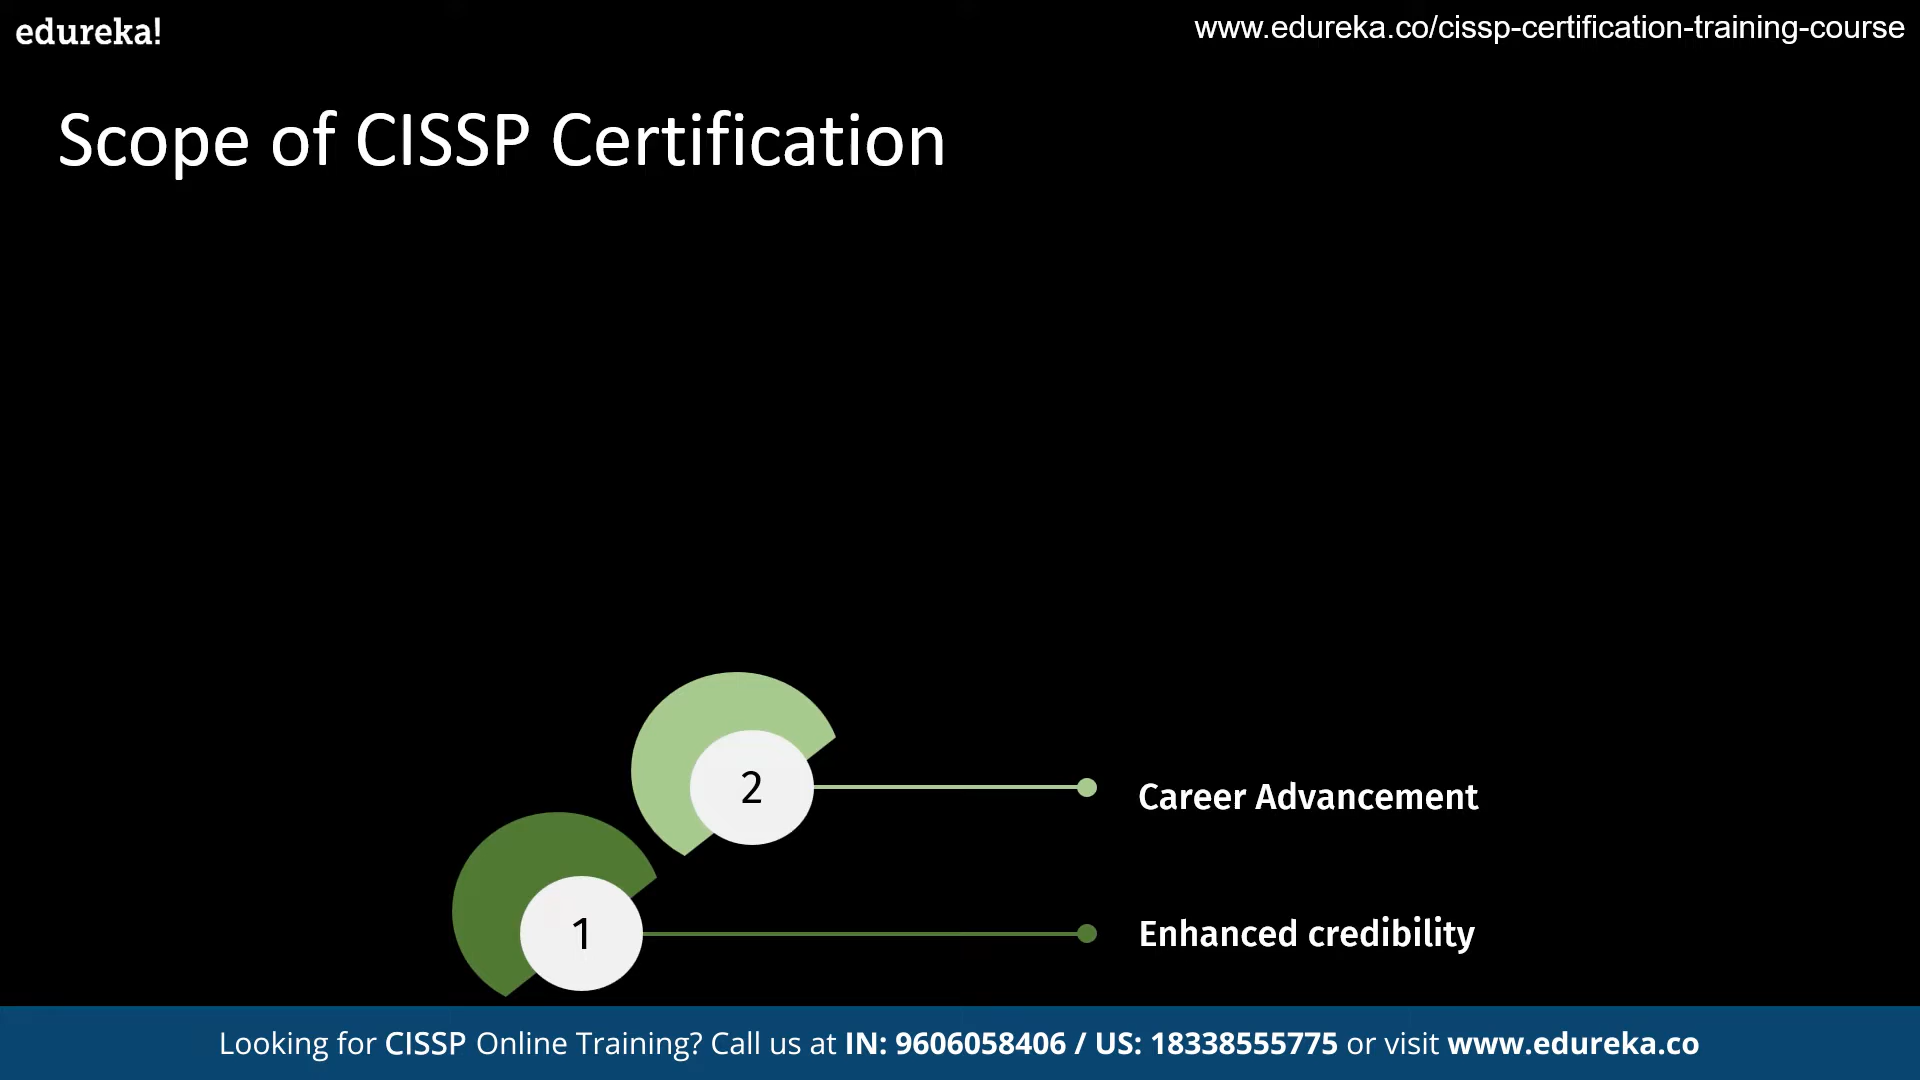 edureka!
www.edureka.co/cissp-certification-training-course
Scope of CISSP Certification
2
Career Advancement
1
Enhanced credibility
Looking for CISSP Online Training? Call us at IN: 9606058406 / US: 18338555775 or visit www.edureka.co